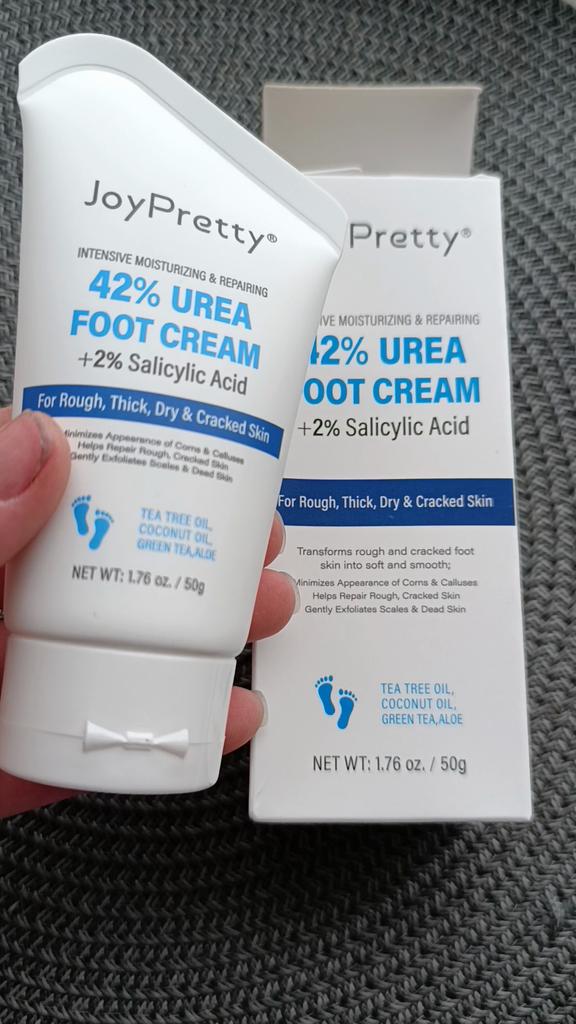 JoyPretty®
INTENSIVE MOISTURIZING & REPAIRING
42% UREA
FOOT CREAM
+2% Salicylic Acid
For Rough, Thick, Dry & Cracked Skin
Minimizes Appearance of Corns & Calluses
Helps Repair Rough, Cracked Skin
Gently Exfoliates Scales & Dead Skin
TEA TREE OIL,
COCONUT OIL,
GREEN TEA,ALOE
NET WT: 1.76 oz. / 50g
Pretty®
IVE MOISTURIZING & REPAIRING
42% UREA
OOT CREAM
+2% Salicylic Acid
For Rough, Thick, Dry & Cracked Skin
Transforms rough and cracked foot
skin into soft and smooth;
Minimizes Appearance of Corns & Calluses
Helps Repair Rough, Cracked Skin
Gently Exfoliates Scales & Dead Skin
TEA TREE OIL,
COCONUT OIL,
GREEN TEA,ALOE
NET WT: 1.76 oz. / 50g